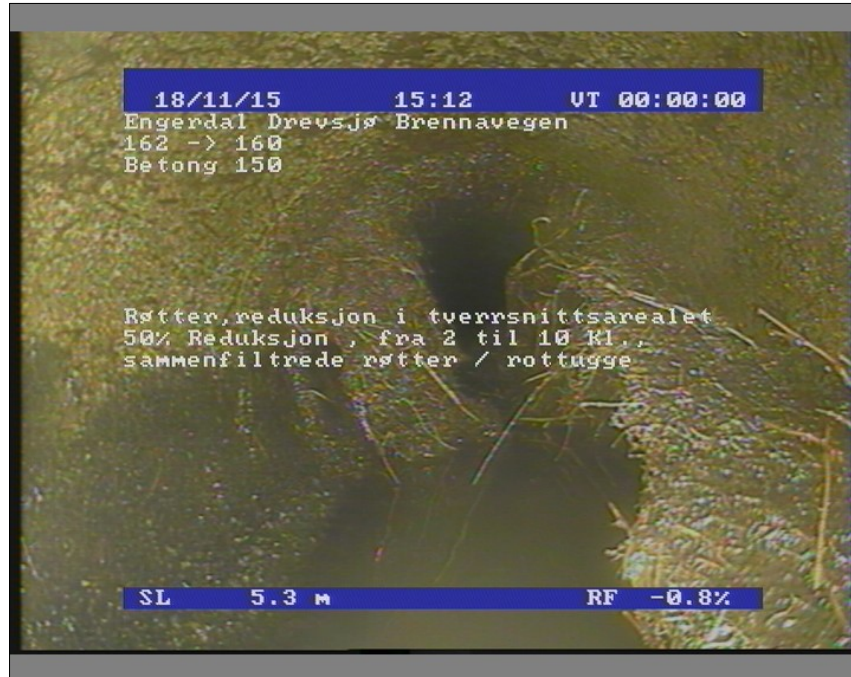 18/11/15 15:12 VT 00:00:00
Engerdal Drevsjø Brennavegen
162 -> 160
Betong 150
Røtter,reduksjon i tverrsnittsarealet
50% Reduksjon , fra 2 til 10 Kl.,
sammenfiltrede røtter / rottugge
SL 5.3 m RF -0.8%